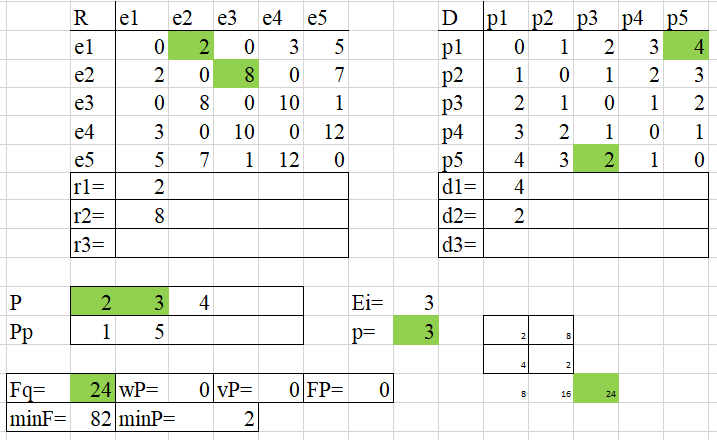 R e1 e2 e3 e4 e5 D p1 p2 p3 p4 p5
e1 0 2 0 3 5 p1 0 1 2 3 4
e2 2 0 8 0 7 p2 1 0 1 2 3
e3 0 8 0 10 1 p3 2 1 0 1 2
e4 3 0 10 0 12 p4 3 2 1 0 1
e5 5 7 1 12 0 p5 4 3 2 1 0
r1= 2 d1= 4
r2= 8 d2= 2
r3= d3=
P 2 3 4 Ei= 3
Pp 1 5 p= 3 2 8
4 2
Fq= 24 wP= 0 vP= 0 FP= 0 8 16 24
minF= 82 minP= 2